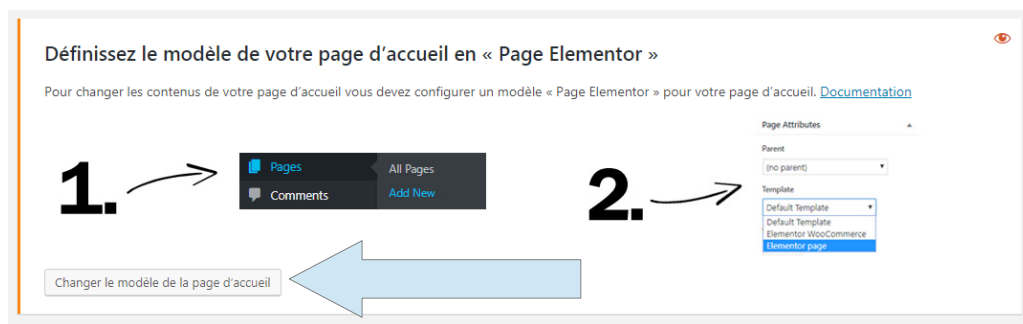 Définissez le modèle de votre page d’accueil en « Page Elementor »
Pour changer les contenus de votre page d’accueil vous devez configurer un modèle « Page Elementor » pour votre page d’accueil. Documentation
1.
Pages
All Pages
Comments
Add New
2.
Page Attributes
Parent
(no parent)
Template
Default Template
Default Template
Elementor WooCommerce
Elementor page
Changer le modèle de la page d’accueil